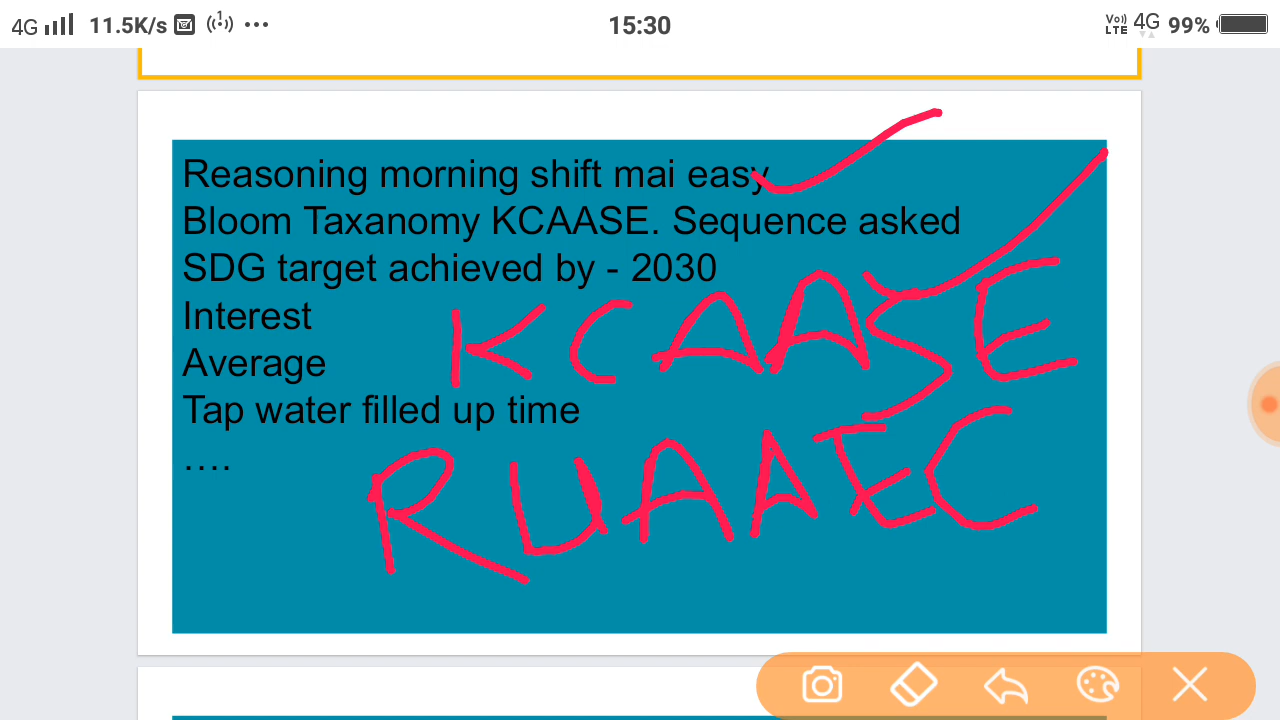 4G 11.5K/s 15:30 Vo)) LTE 4G 99%
Reasoning morning shift mai easy
Bloom Taxanomy KCAASE. Sequence asked
SDG target achieved by - 2030
Interest
Average
Tap water filled up time
....
KCAASE
RUAAEC